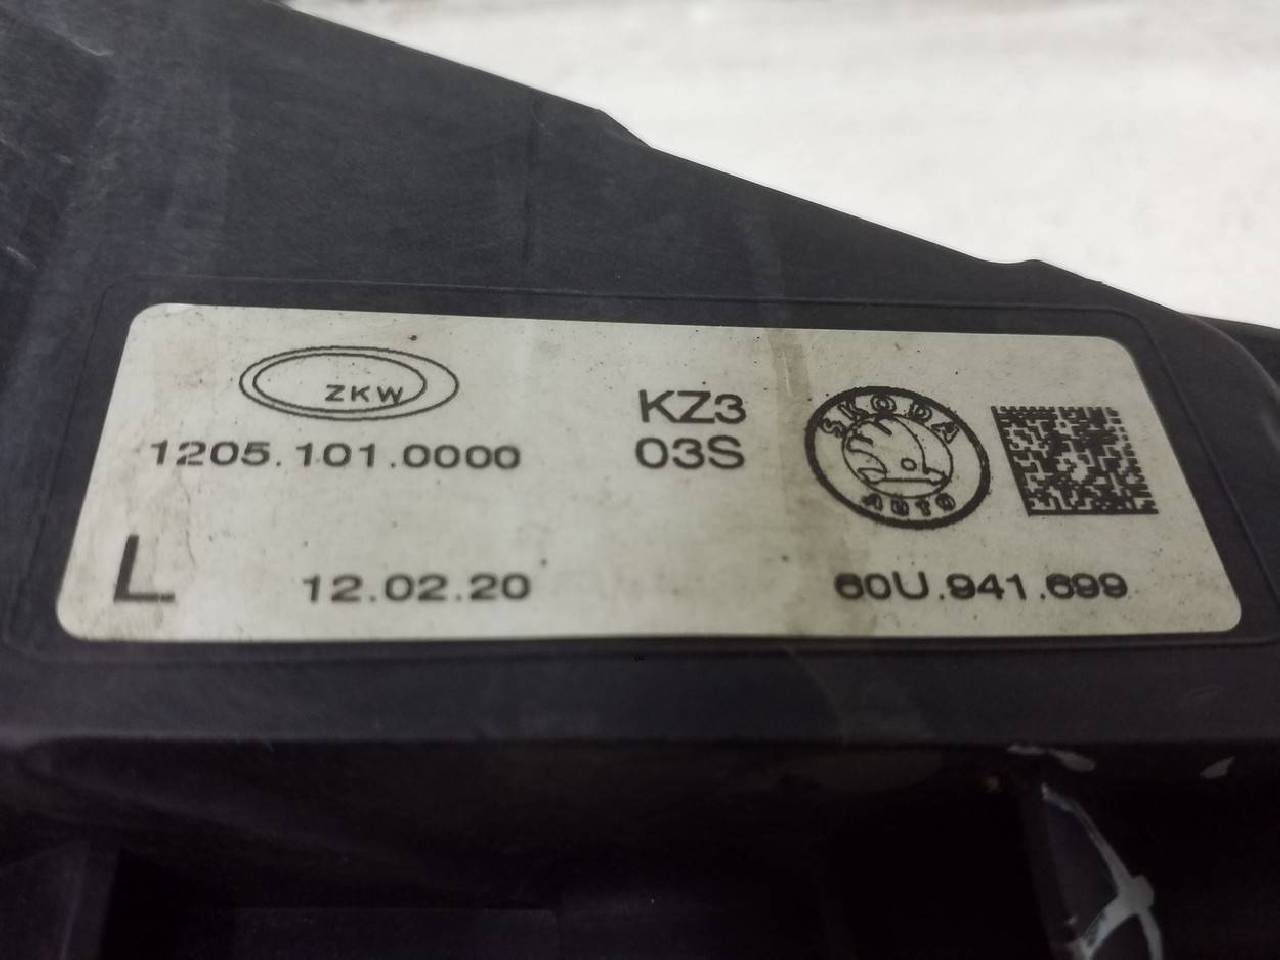 ZKW
1205.101.0000
KZ3
03S
SKODA
AUTO
L
12.02.20
60U.941.699